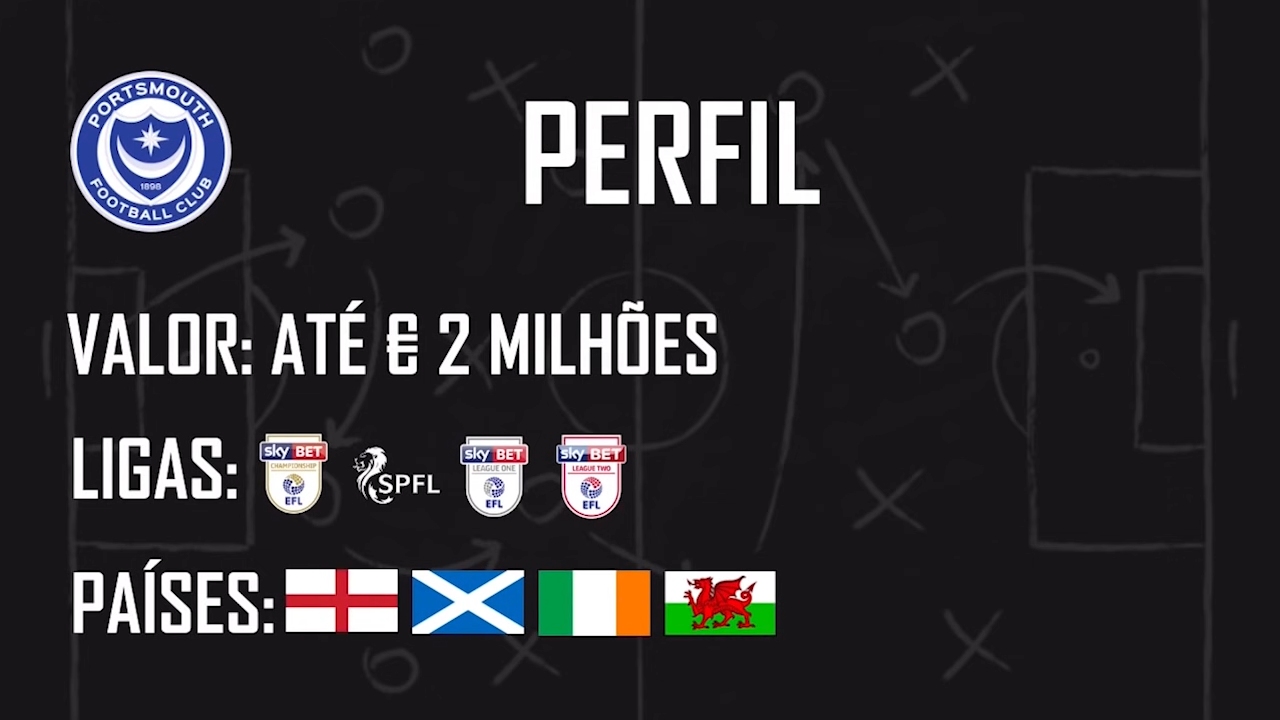 PORTSMOUTH
1898
FOOTBALL CLUB
PERFIL
VALOR: ATÉ € 2 MILHÕES
LIGAS:
sky BET
CHAMPIONSHIP
EFL
SPFL
sky BET
LEAGUE ONE
EFL
sky BET
LEAGUE TWO
EFL
PAÍSES: